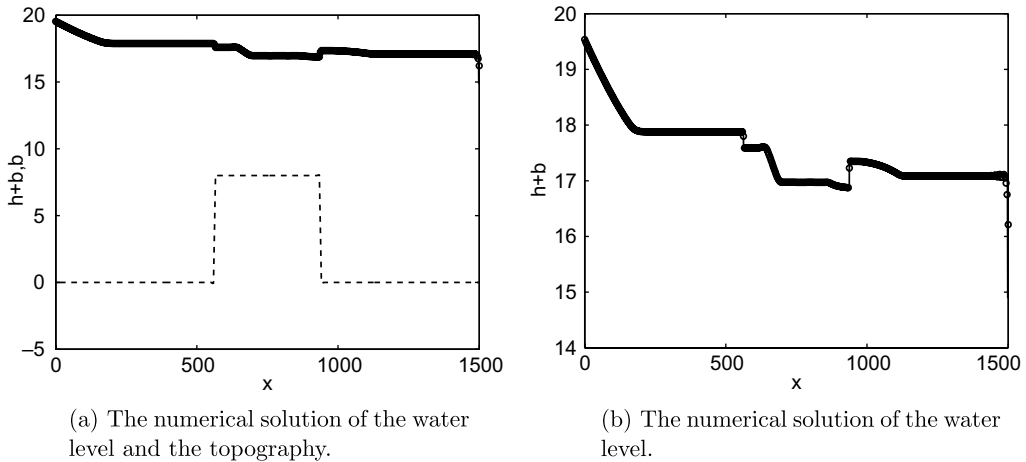 20
15
10
5
0
−5
h+b,b
0
500
1000
1500
x
(a) The numerical solution of the water
level and the topography.
20
19
18
17
16
15
14
h+b
0
500
1000
1500
x
(b) The numerical solution of the water
level.